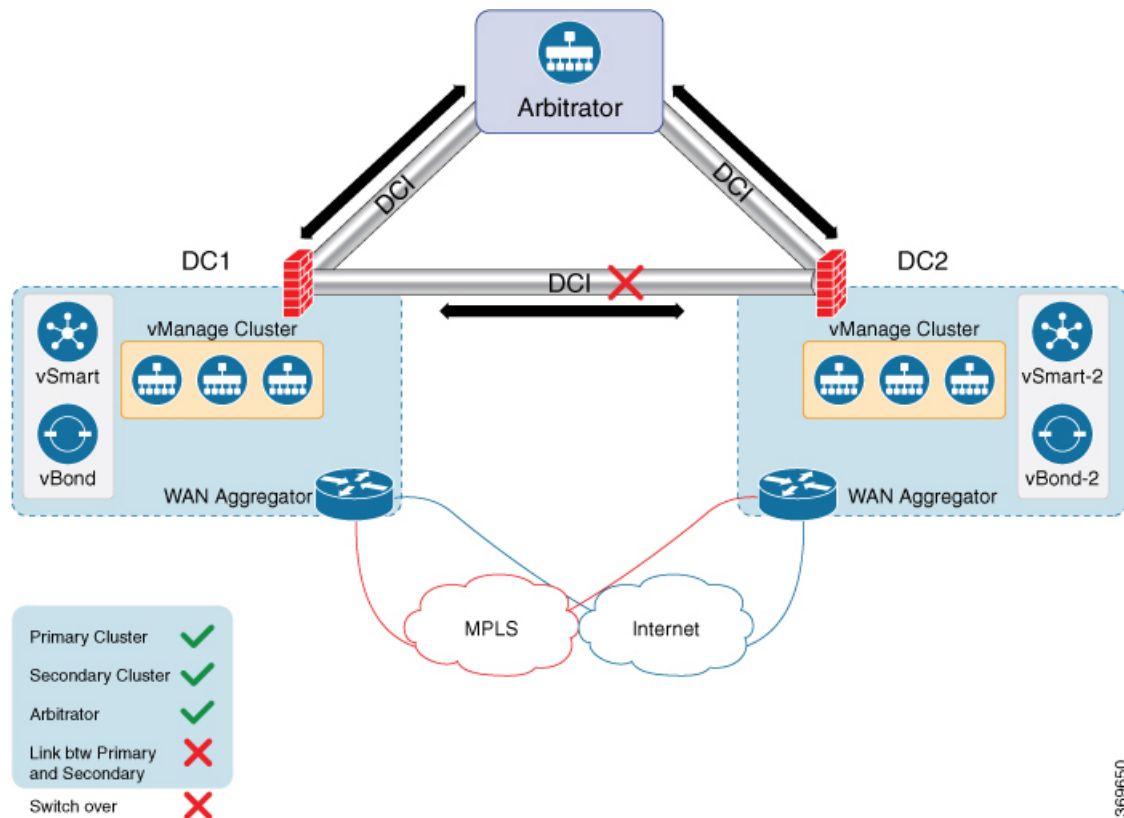 Arbitrator
DCI
DCI
DC1
DCI
DC2
vManage Cluster
vSmart
vBond
WAN Aggregator
vManage Cluster
vSmart-2
vBond-2
WAN Aggregator
MPLS
Internet
Primary Cluster
Secondary Cluster
Arbitrator
Link btw Primary
and Secondary
Switch over
369650